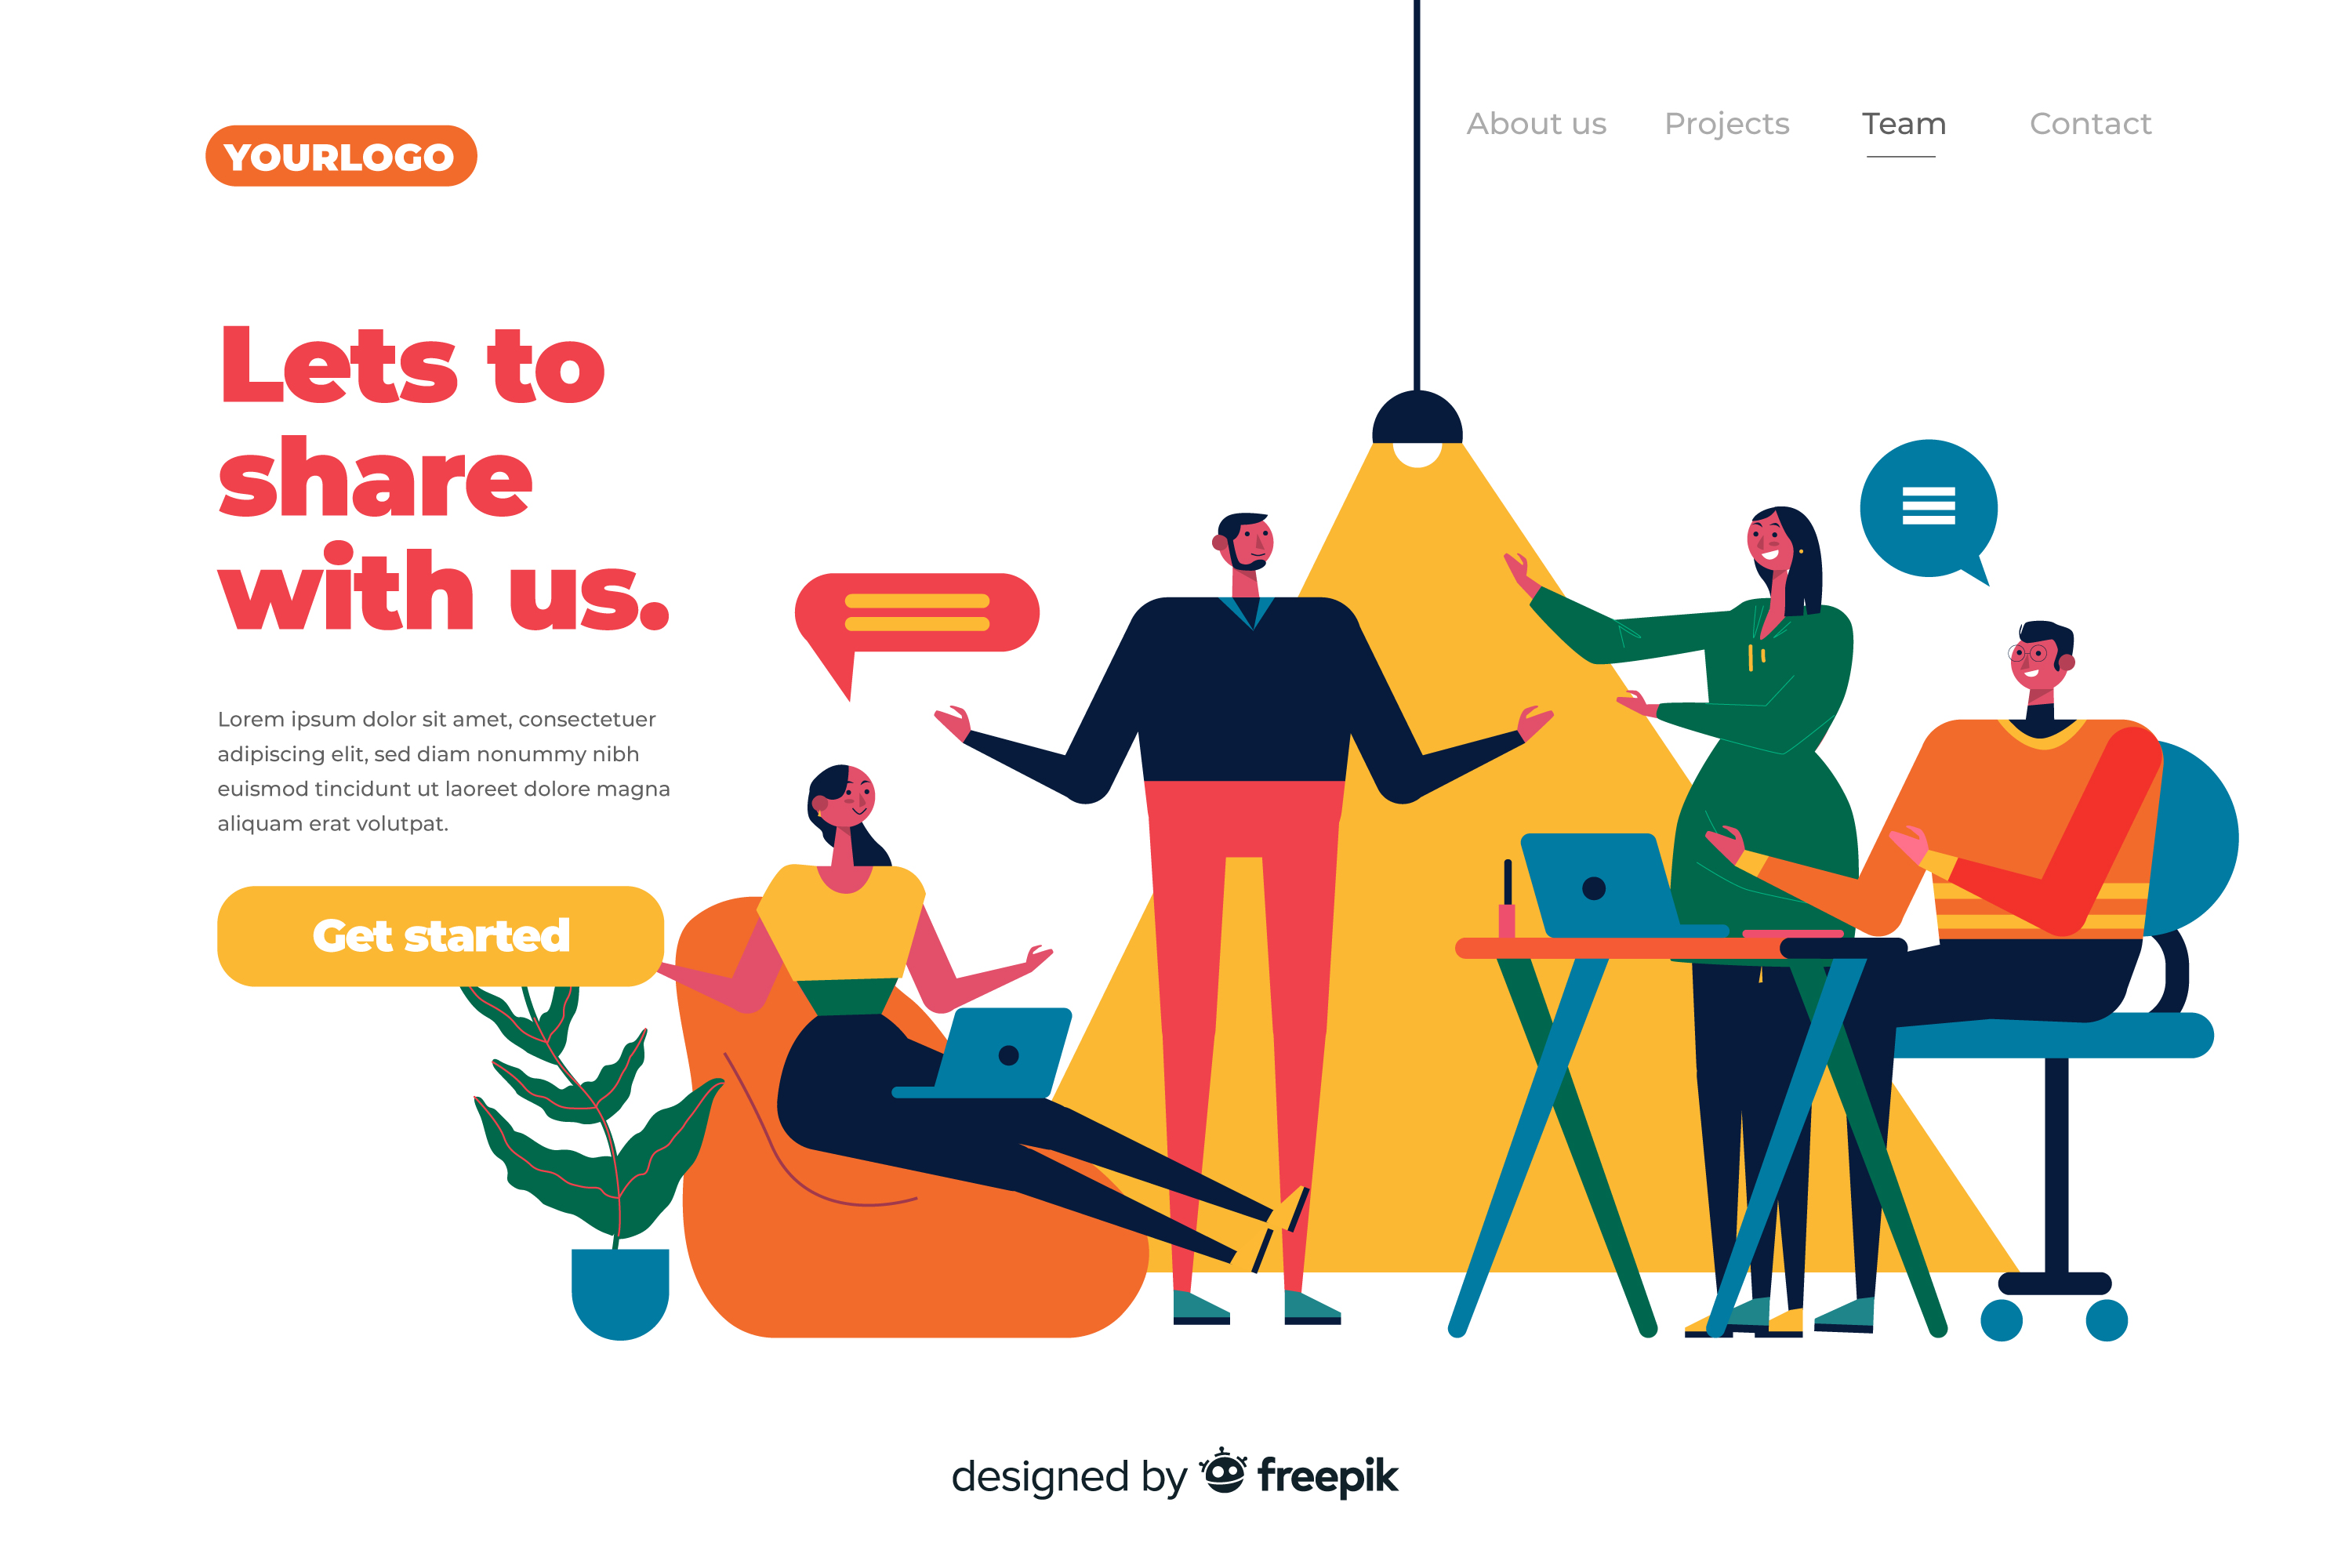 YOURLOGO
About us
Projects
Team
Contact
Lets to
share
with us.
Lorem ipsum dolor sit amet, consectetuer
adipiscing elit, sed diam nonummy nibh
euismod tincidunt ut laoreet dolore magna
aliquam erat volutpat.
Get started
designed by freepik